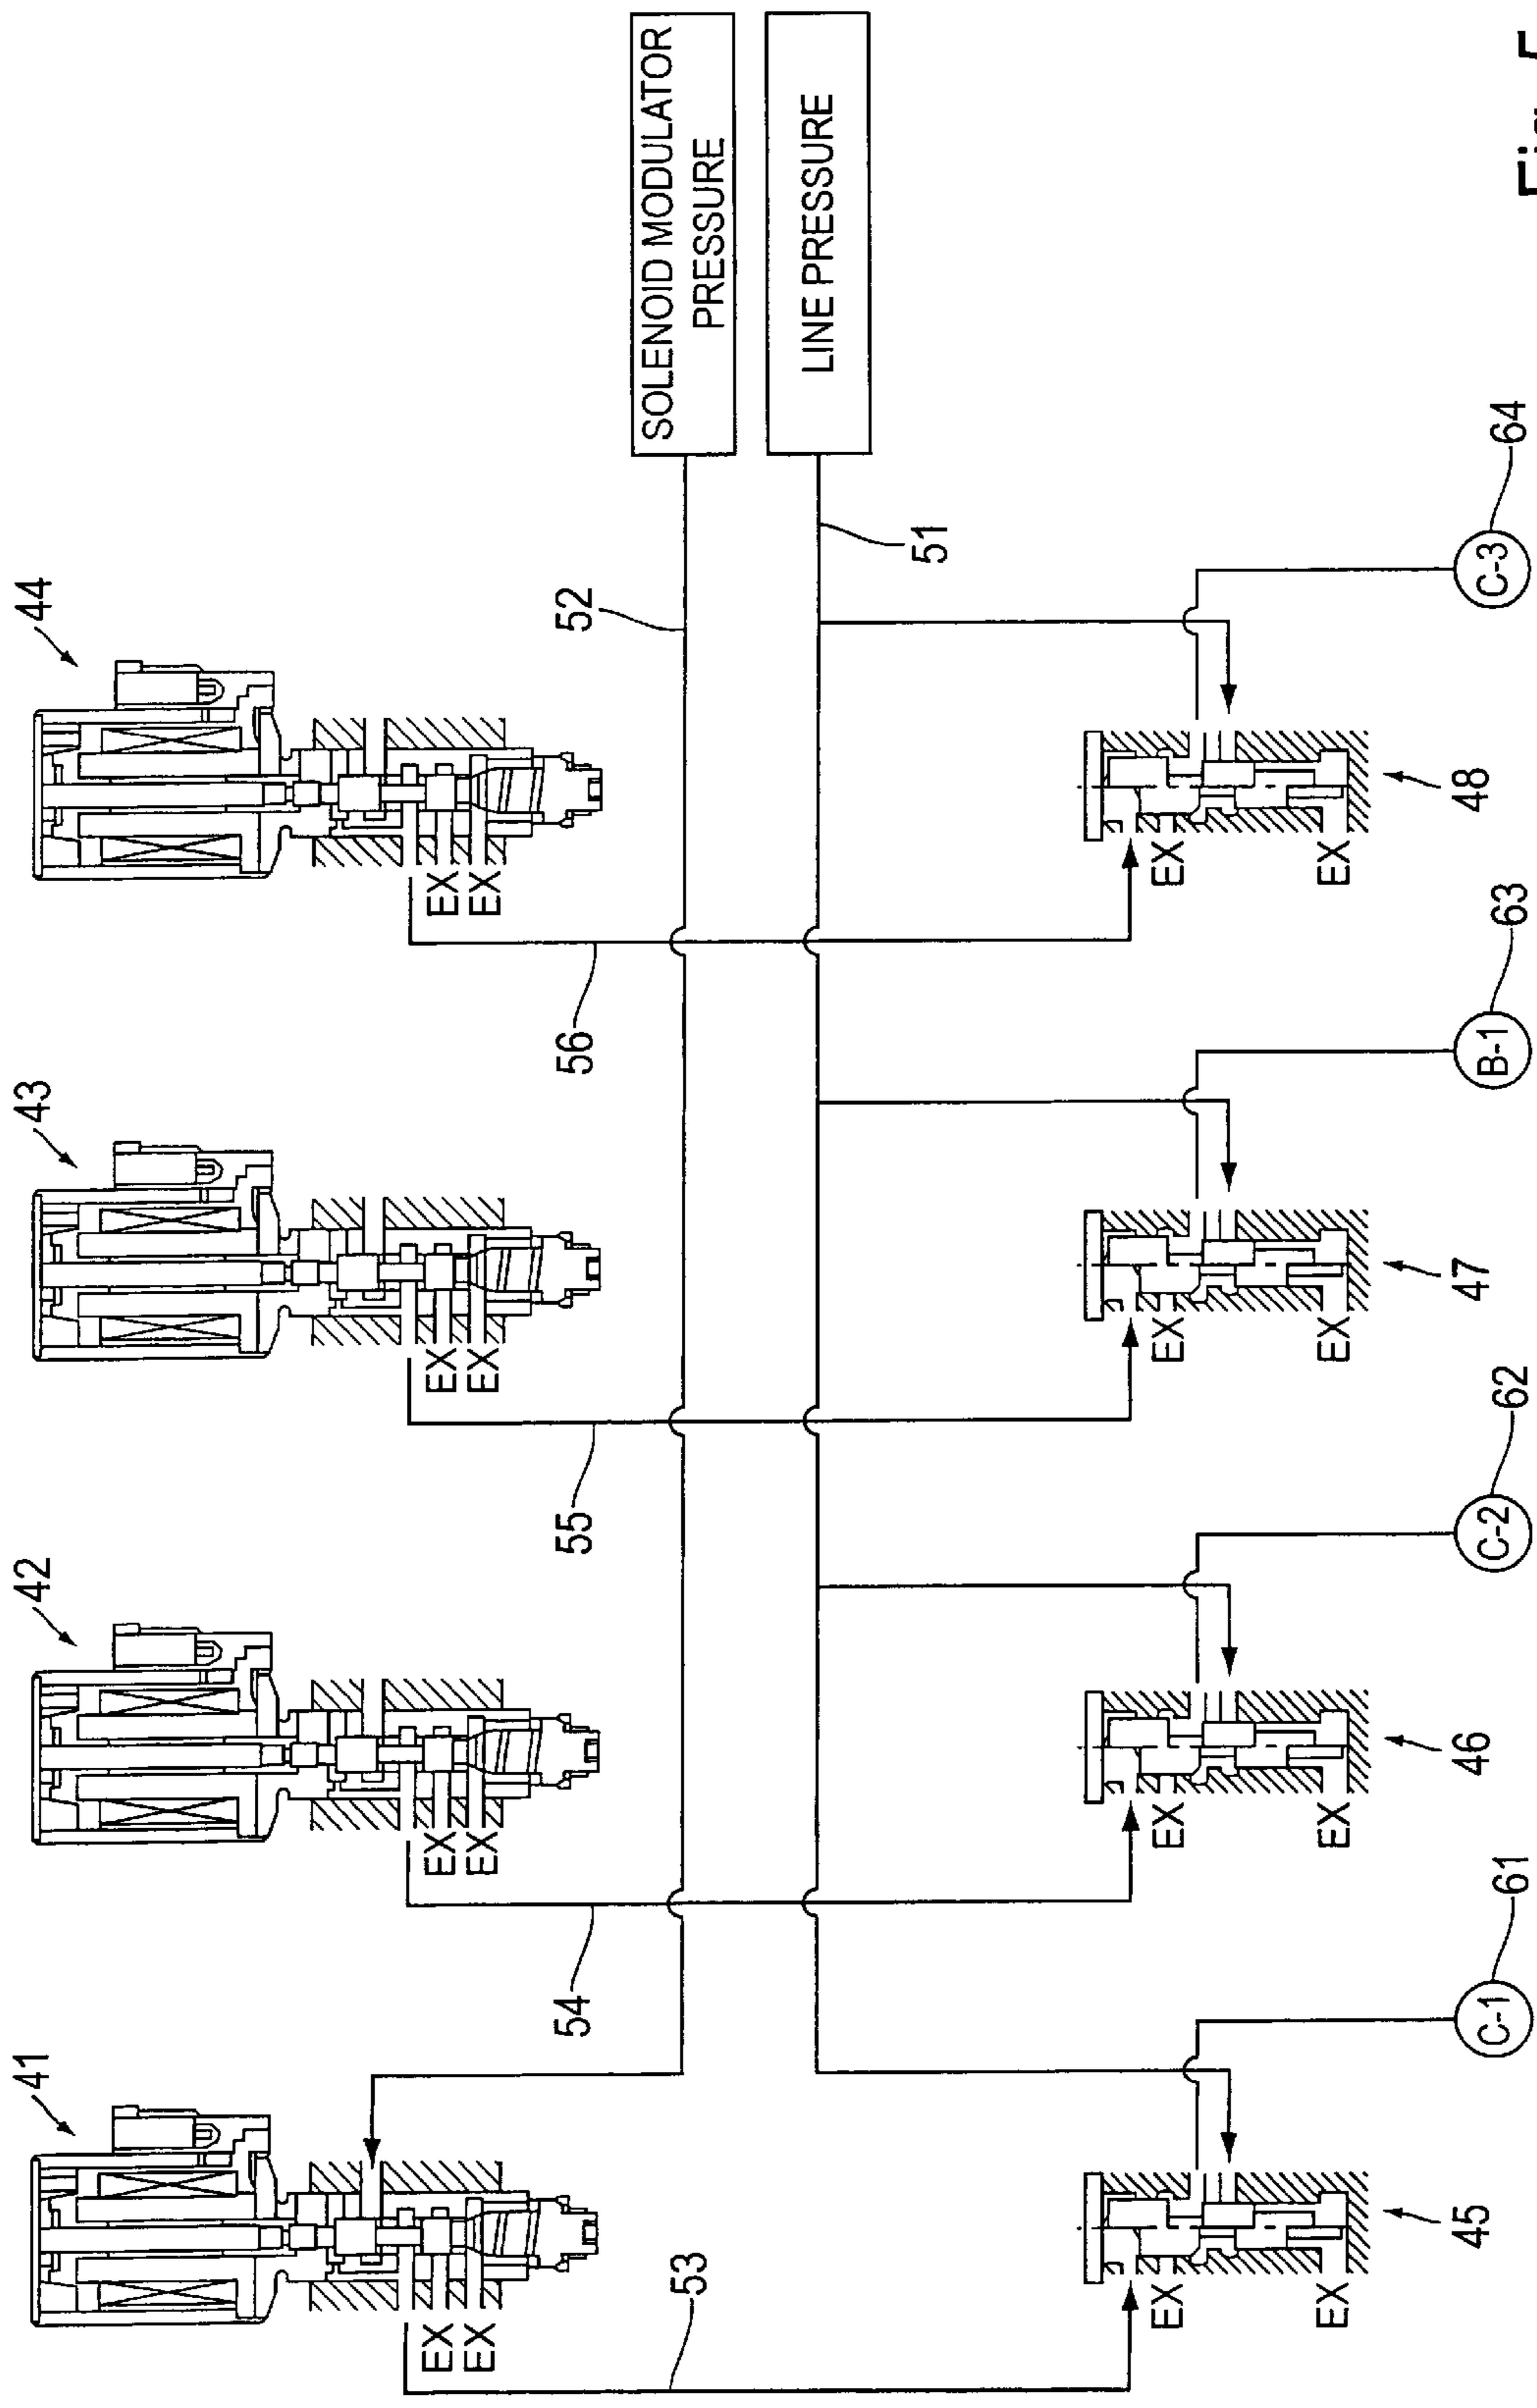 41
42
43
44
EX
EX
EX
EX
EX
EX
EX
EX
53
54
55
56
52
51
SOLENOID MODULATOR
PRESSURE
LINE PRESSURE
EX
EX
EX
EX
EX
EX
EX
EX
45
46
47
48
C-1
61
C-2
62
B-1
63
C-3
64